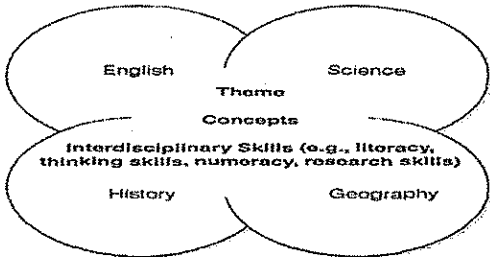 English Science
Theme
Concepts
Interdisciplinary Skills (e.g., literacy,
thinking skills, numeracy, research skills)
History Geography